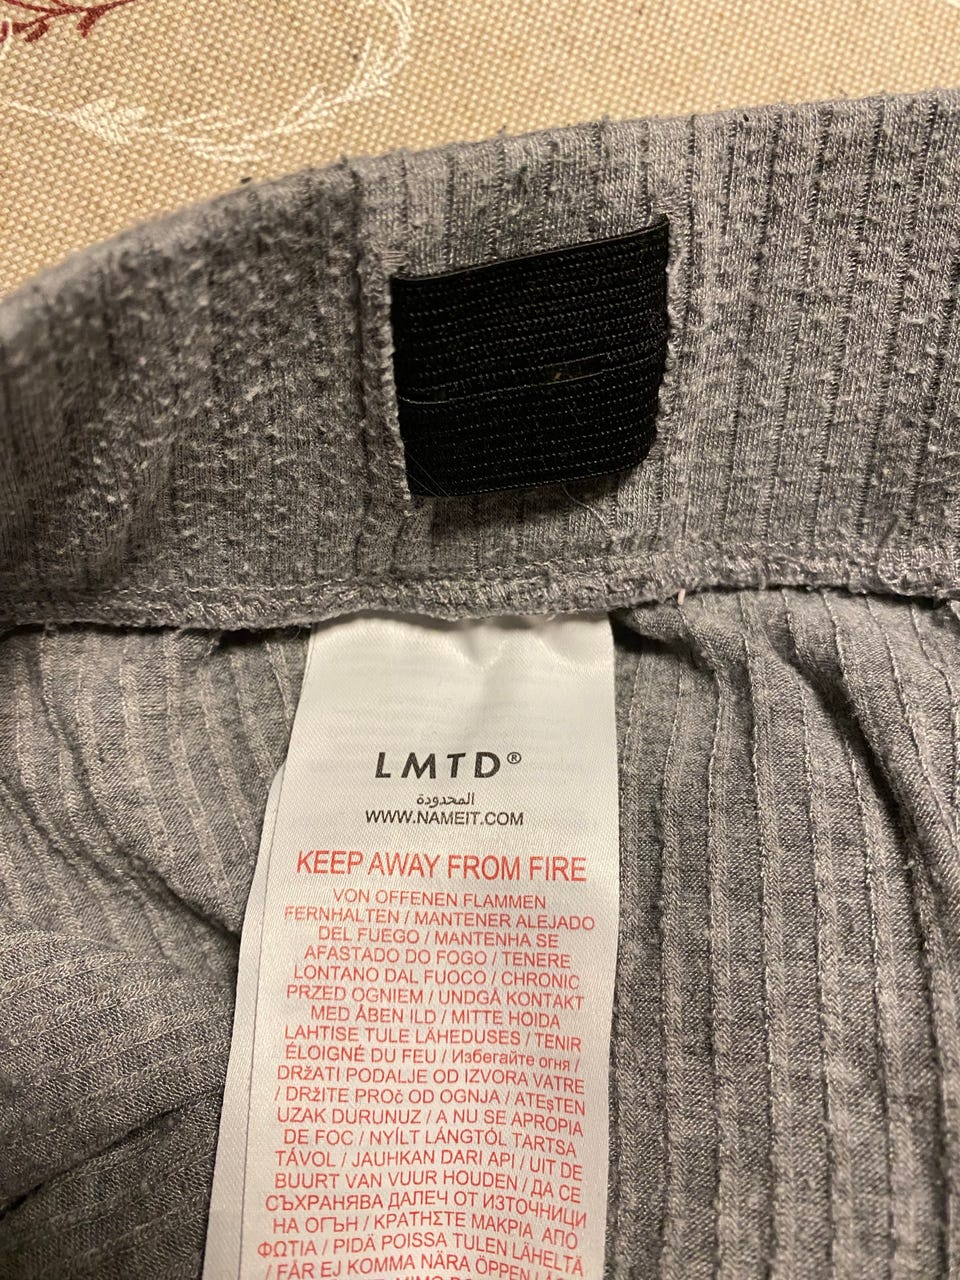 LMTD®
المحدودة
WWW.NAMEIT.COM
KEEP AWAY FROM FIRE
VON OFFENEN FLAMMEN
FERNHALTEN / MANTENER ALEJADO
DEL FUEGO / MANTENHA SE
AFASTADO DO FOGO / TENERE
LONTANO DAL FUOCO / CHRONIC
PRZED OGNIEM / UNDGÅ KONTAKT
MED ÅBEN ILD / MITTE HOIDA
LAHTISE TULE LÄHEDUSES / TENIR
ÉLOIGNÉ DU FEU / Избегайте огня /
DRŽATI PODALJE OD IZVORA VATRE
/ DRŽITE PROč OD OGNJA / ATEşTEN
UZAK DURUNUZ / A NU SE APROPIA
DE FOC / NYÍLT LÁNGTÓL TARTSA
TÁVOL / JAUHKAN DARI API / UIT DE
BUURT VAN VUUR HOUDEN / ДА СЕ
СЪХРАНЯВА ДАЛЕЧ ОТ ИЗТОЧНИЦИ
НА ОГЪН / ΚΡΑΤΗΣΤΕ ΜΑΚΡΙΑ ΑΠΟ
ΦΩΤΙΑ / PIDÄ POISSA TULEN LÄHELTÄ
/ FÅR EJ KOMMA NÄRA ÖPPEN